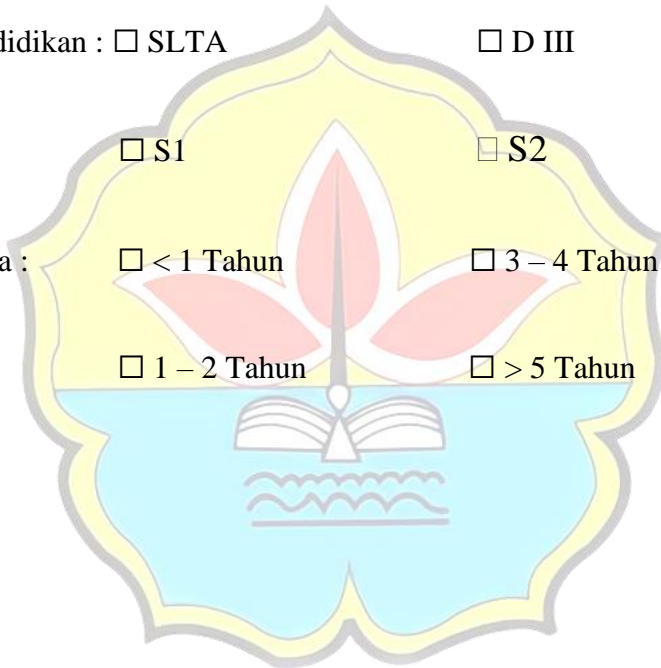 didikan : ☐ SLTA ☐ D III
☐ S1 ☐ S2
a : ☐ < 1 Tahun ☐ 3 – 4 Tahun
☐ 1 – 2 Tahun ☐ > 5 Tahun